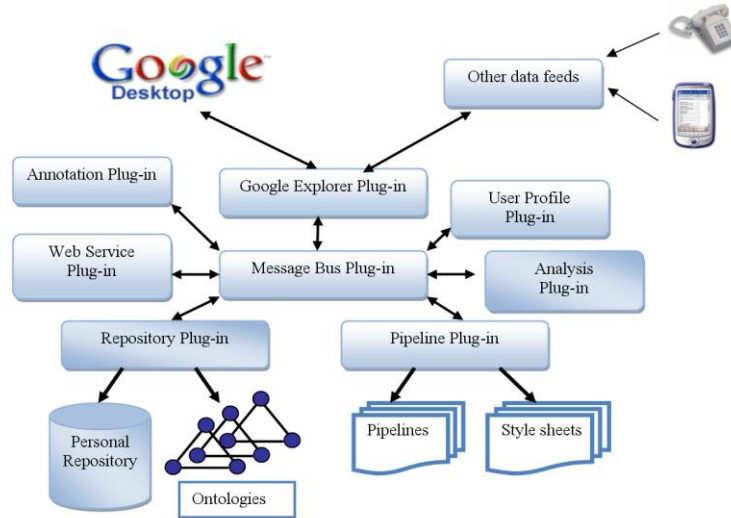 Google™
Desktop
Other data feeds
Annotation Plug-in
Google Explorer Plug-in
User Profile
Plug-in
Web Service
Plug-in
Message Bus Plug-in
Analysis
Plug-in
Repository Plug-in
Pipeline Plug-in
Personal
Repository
Ontologies
Pipelines
Style sheets